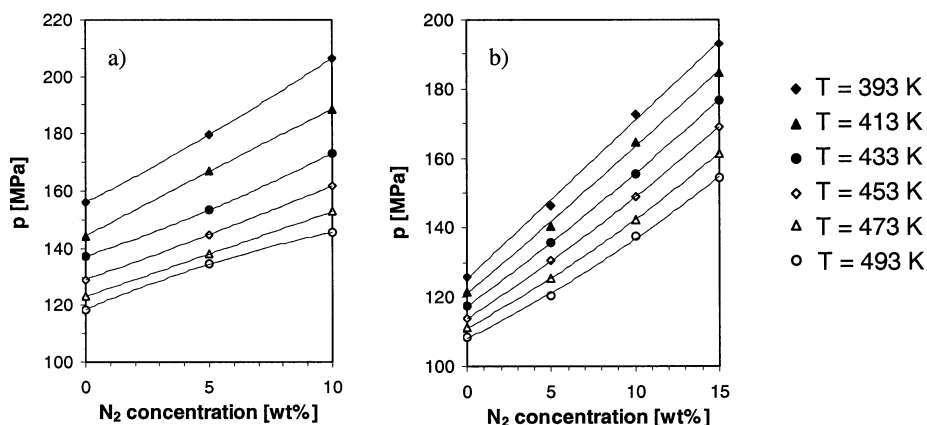 220
200
180
160
140
120
100
p [MPa]
a)
0
5
10
N₂ concentration [wt%]
200
180
160
140
120
100
p [MPa]
b)
0
5
10
15
N₂ concentration [wt%]
T = 393 K
T = 413 K
T = 433 K
T = 453 K
T = 473 K
T = 493 K